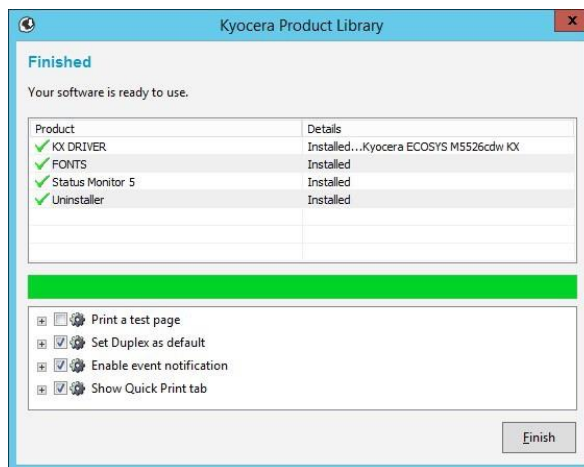 Kyocera Product Library
x
Finished
Your software is ready to use.
Product Details
KX DRIVER Installed...Kyocera ECOSYS M5526cdw KX
FONTS Installed
Status Monitor 5 Installed
Uninstaller Installed
Print a test page
Set Duplex as default
Enable event notification
Show Quick Print tab
Finish